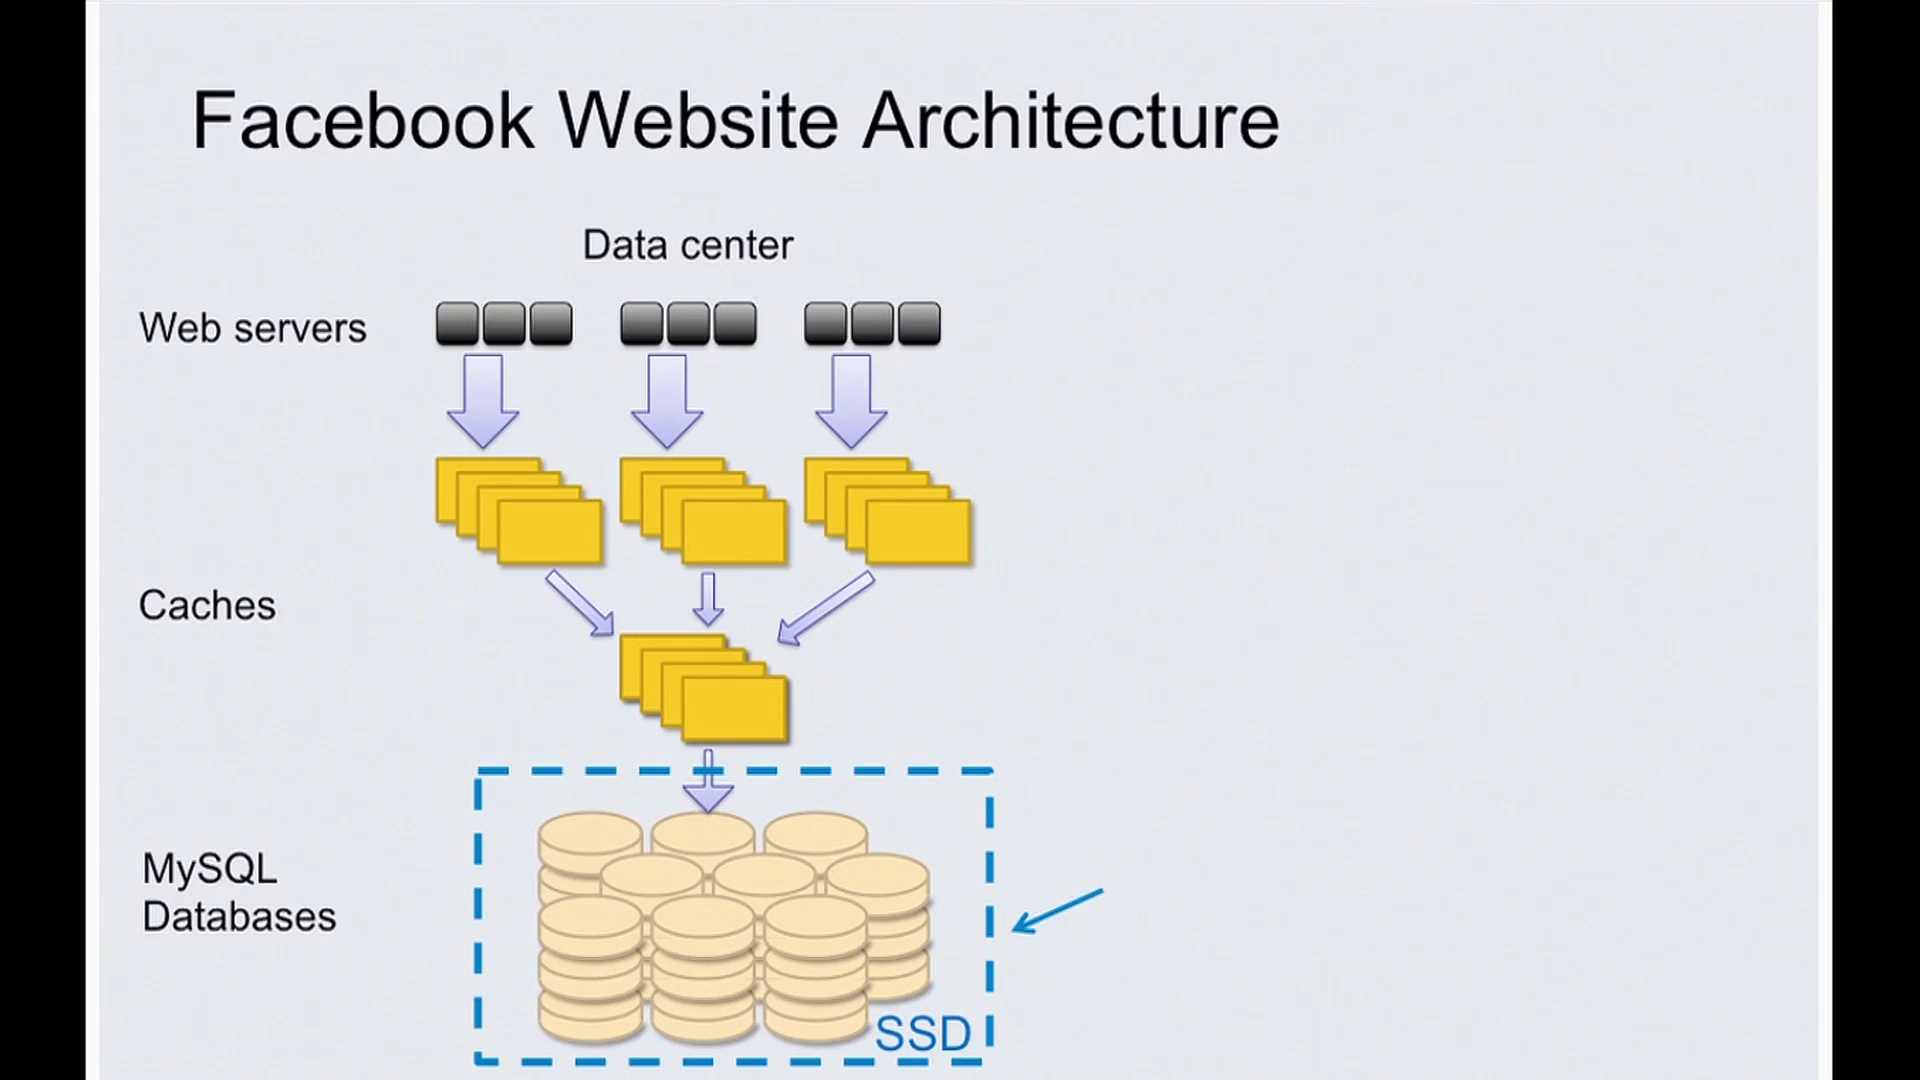 Facebook Website Architecture
Data center
Web servers
Caches
MySQL
Databases
SSD